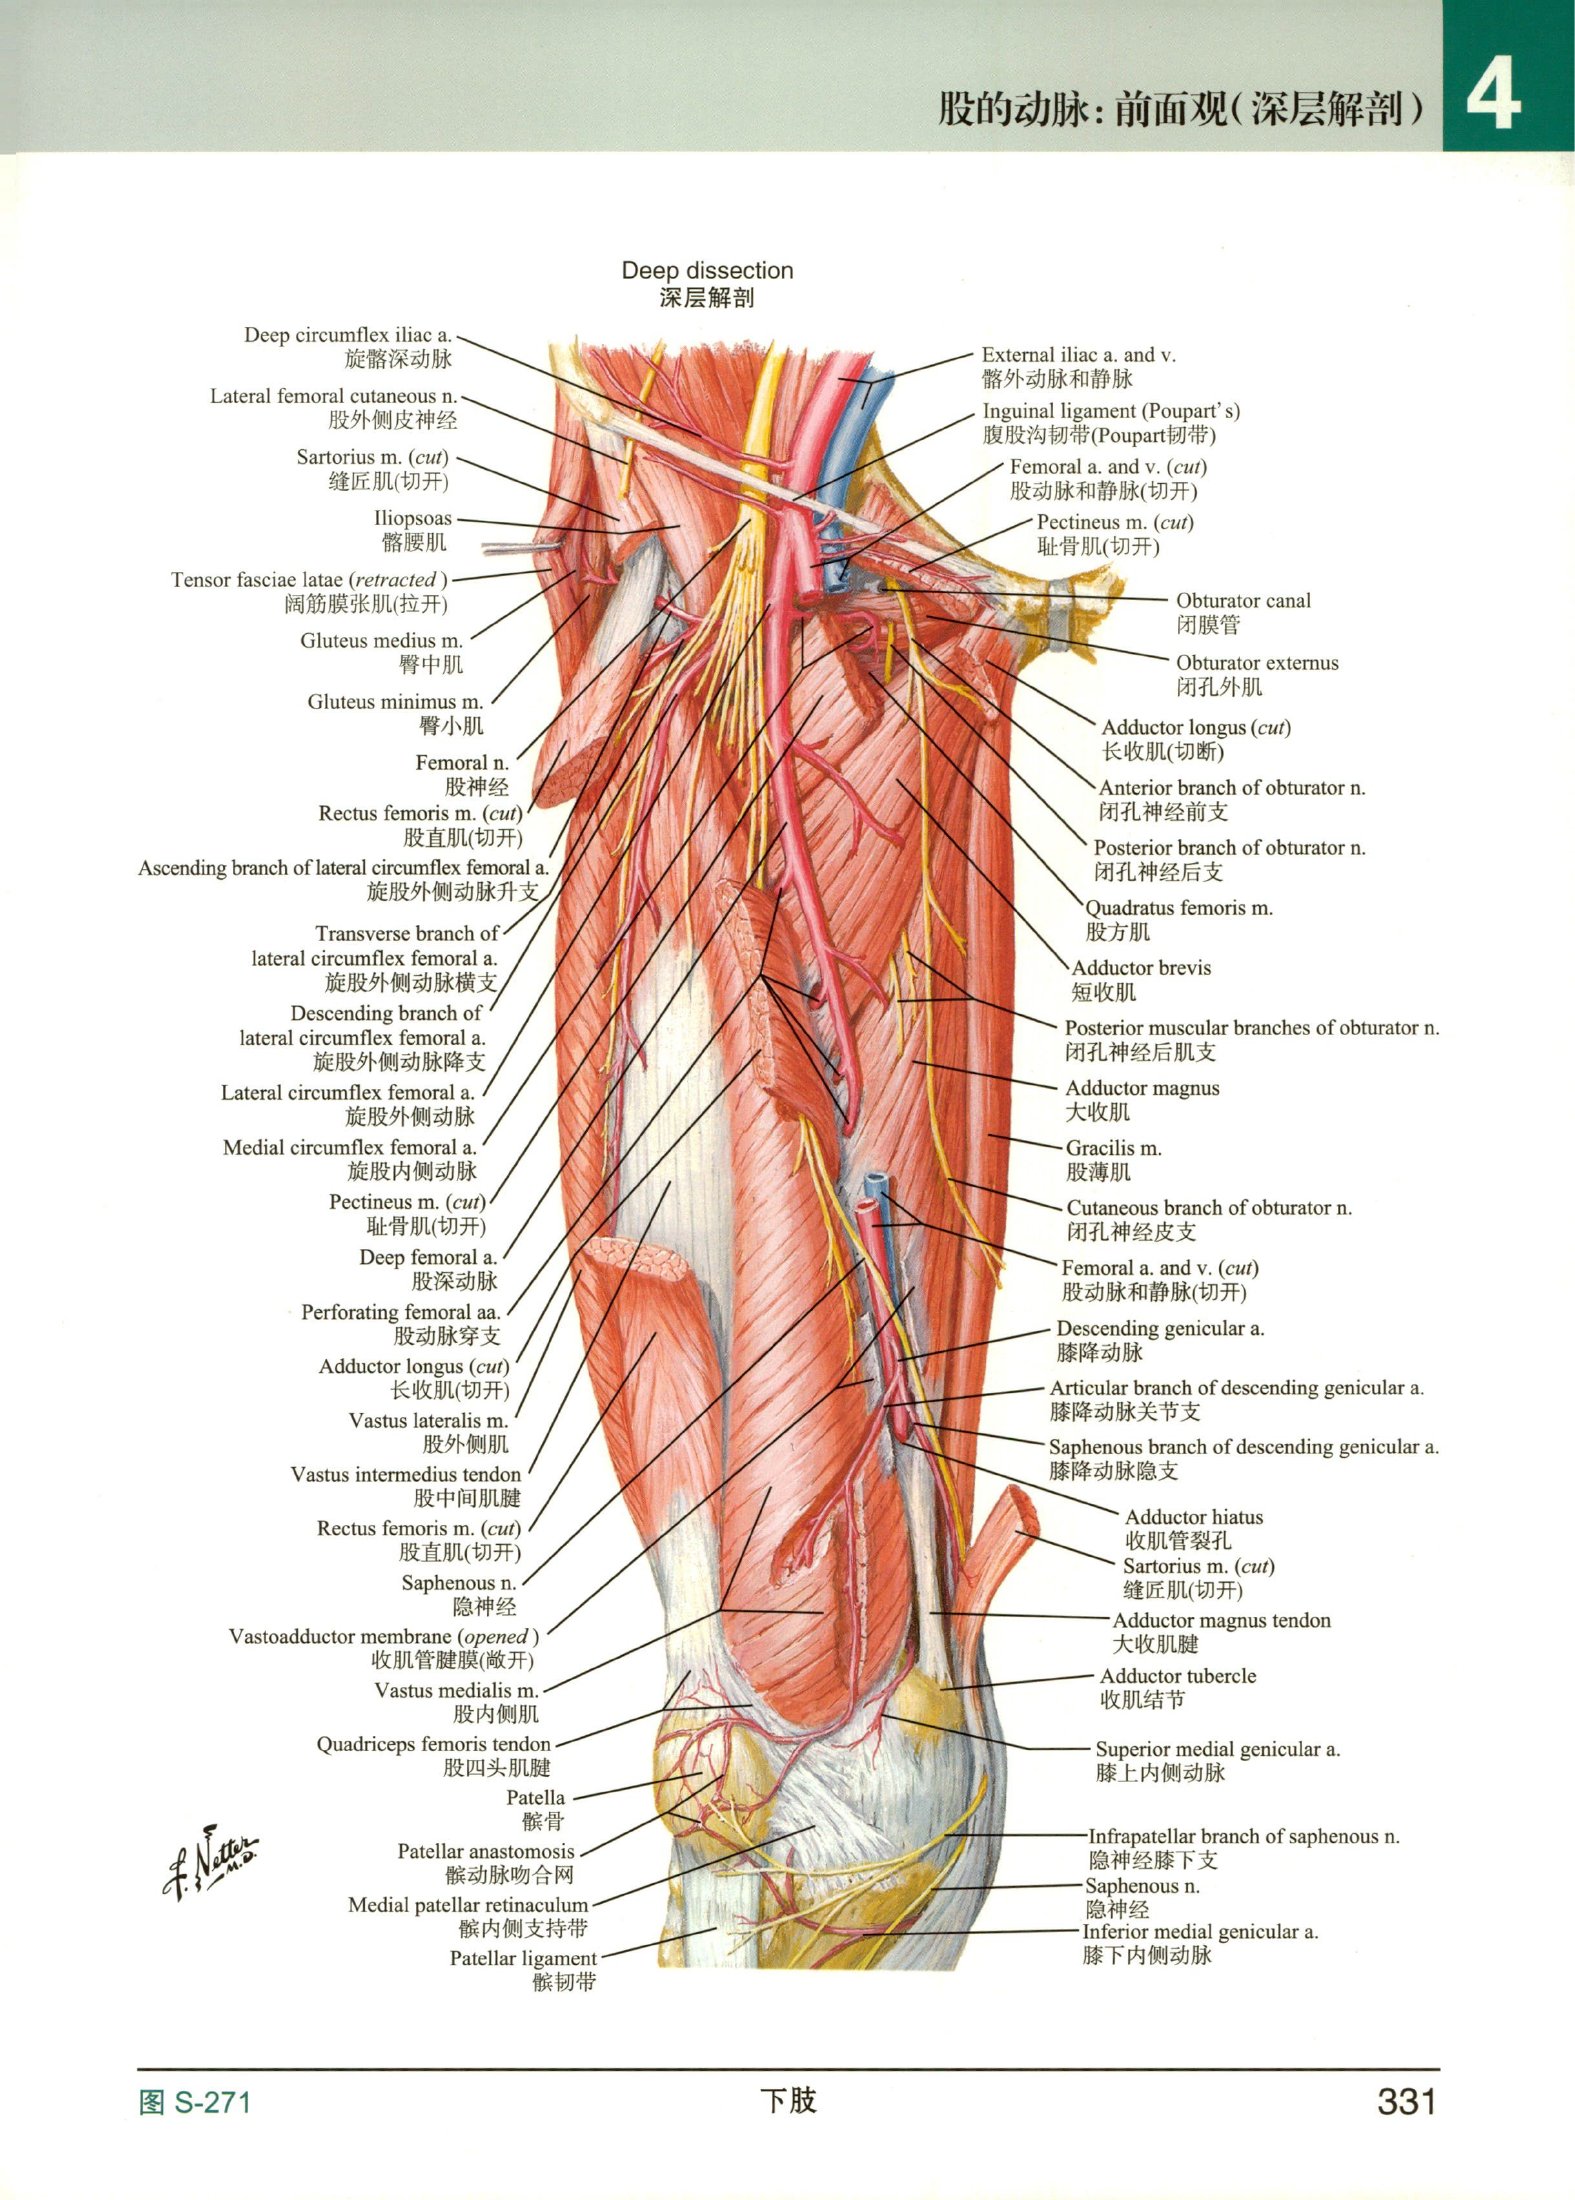 股的动脉：前面观（深层解剖）
4
Deep dissection
深层解剖
Deep circumflex iliac a.
旋髂深动脉
Lateral femoral cutaneous n.
股外侧皮神经
Sartorius m. (cut)
缝匠肌(切开)
Iliopsoas
髂腰肌
Tensor fasciae latae (retracted)
阔筋膜张肌(拉开)
Gluteus medius m.
臀中肌
Gluteus minimus m.
臀小肌
Femoral n.
股神经
Rectus femoris m. (cut)
股直肌(切开)
Ascending branch of lateral circumflex femoral a.
旋股外侧动脉升支
Transverse branch of
lateral circumflex femoral a.
旋股外侧动脉横支
Descending branch of
lateral circumflex femoral a.
旋股外侧动脉降支
Lateral circumflex femoral a.
旋股外侧动脉
Medial circumflex femoral a.
旋股内侧动脉
Pectineus m. (cut)
耻骨肌(切开)
Deep femoral a.
股深动脉
Perforating femoral aa.
股动脉穿支
Adductor longus (cut)
长收肌(切开)
Vastus lateralis m.
股外侧肌
Vastus intermedius tendon
股中间肌腱
Rectus femoris m. (cut)
股直肌(切开)
Saphenous n.
隐神经
Vastoadductor membrane (opened)
收肌管腱膜(敞开)
Vastus medialis m.
股内侧肌
Quadriceps femoris tendon
股四头肌腱
Patella
髌骨
Patellar anastomosis
髌动脉吻合网
Medial patellar retinaculum
髌内侧支持带
Patellar ligament
髌韧带
External iliac a. and v.
髂外动脉和静脉
Inguinal ligament (Poupart's)
腹股沟韧带(Poupart韧带)
Femoral a. and v. (cut)
股动脉和静脉(切开)
Pectineus m. (cut)
耻骨肌(切开)
Obturator canal
闭膜管
Obturator externus
闭孔外肌
Adductor longus (cut)
长收肌(切断)
Anterior branch of obturator n.
闭孔神经前支
Posterior branch of obturator n.
闭孔神经后支
Quadratus femoris m.
股方肌
Adductor brevis
短收肌
Posterior muscular branches of obturator n.
闭孔神经后肌支
Adductor magnus
大收肌
Gracilis m.
股薄肌
Cutaneous branch of obturator n.
闭孔神经皮支
Femoral a. and v. (cut)
股动脉和静脉(切开)
Descending genicular a.
膝降动脉
Articular branch of descending genicular a.
膝降动脉关节支
Saphenous branch of descending genicular a.
膝降动脉隐支
Adductor hiatus
收肌管裂孔
Sartorius m. (cut)
缝匠肌(切开)
Adductor magnus tendon
大收肌腱
Adductor tubercle
收肌结节
Superior medial genicular a.
膝上内侧动脉
Infrapatellar branch of saphenous n.
隐神经膝下支
Saphenous n.
隐神经
Inferior medial genicular a.
膝下内侧动脉
F. Netter
M.D.
图 S-271
下肢
331